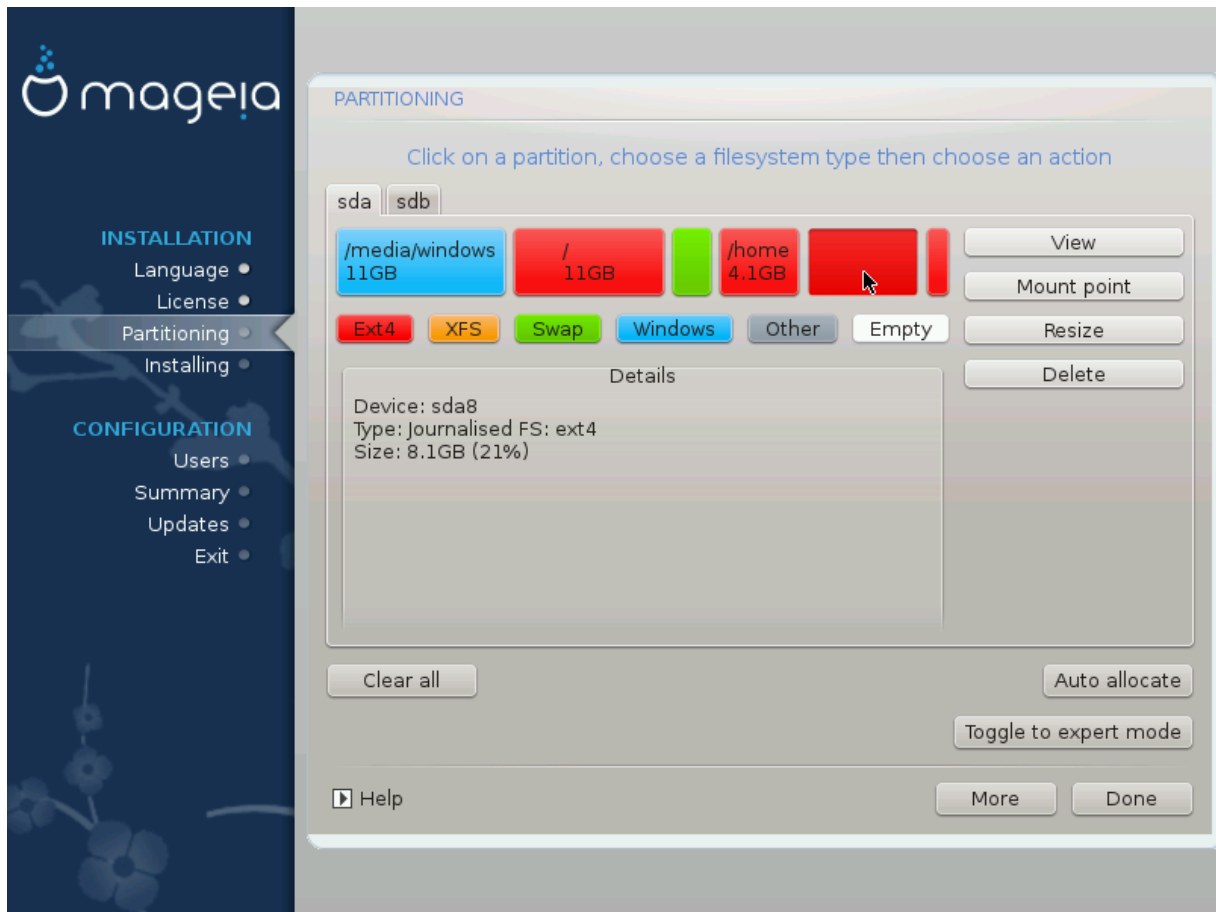 mageia
INSTALLATION
Language
License
Partitioning
Installing
CONFIGURATION
Users
Summary
Updates
Exit
PARTITIONING
Click on a partition, choose a filesystem type then choose an action
sda sdb
/media/windows
11GB
/
11GB
/home
4.1GB
Ext4 XFS Swap Windows Other Empty
Details
Device: sda8
Type: Journalised FS: ext4
Size: 8.1GB (21%)
View
Mount point
Resize
Delete
Clear all
Auto allocate
Toggle to expert mode
Help
More
Done